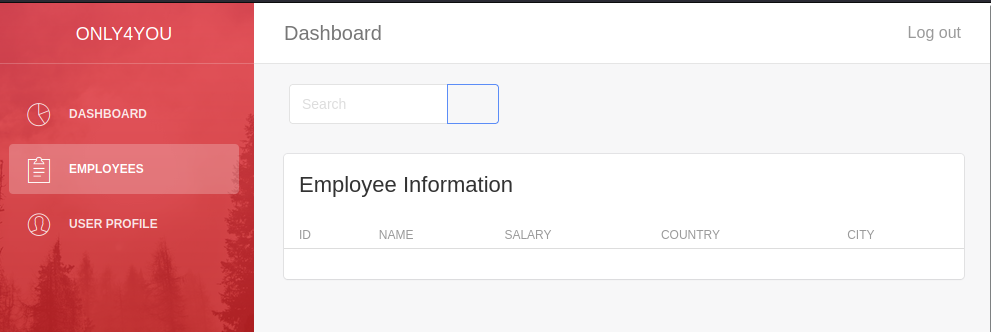 ONLY4YOU
Dashboard
Log out
DASHBOARD
EMPLOYEES
USER PROFILE
Search
Employee Information
ID NAME SALARY COUNTRY CITY